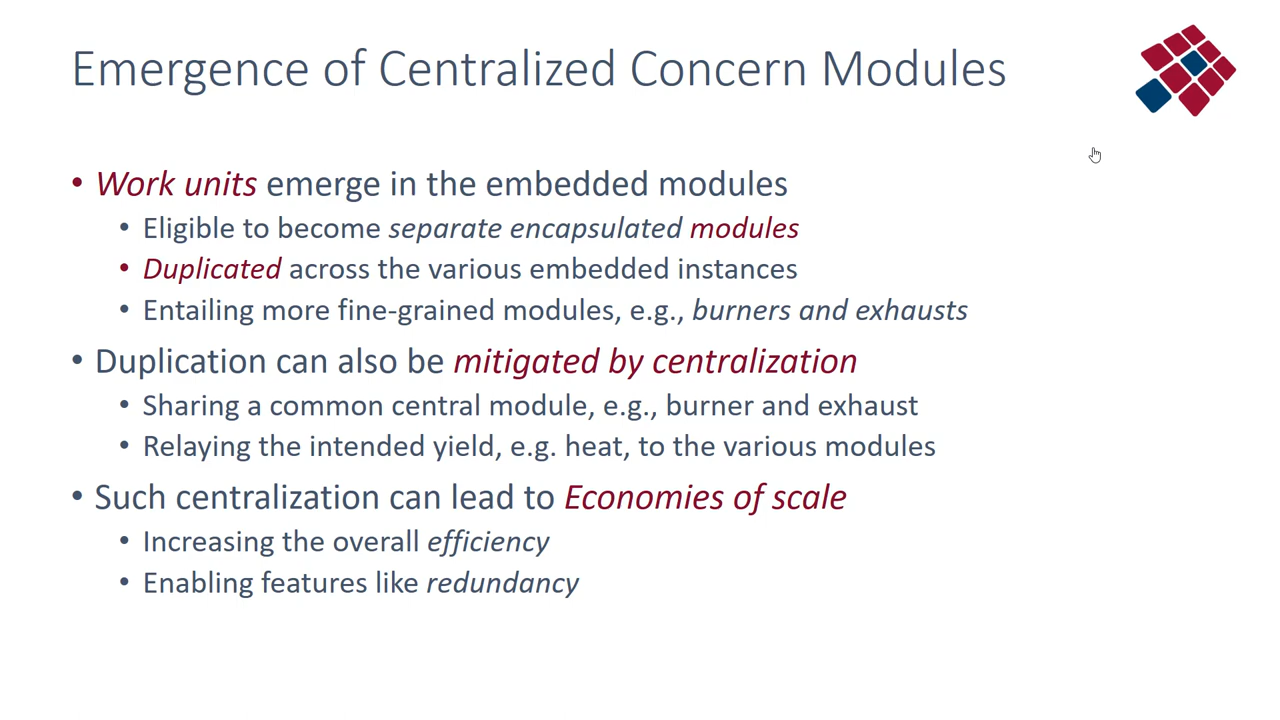 Emergence of Centralized Concern Modules
• Work units emerge in the embedded modules
• Eligible to become separate encapsulated modules
• Duplicated across the various embedded instances
• Entailing more fine-grained modules, e.g., burners and exhausts
• Duplication can also be mitigated by centralization
• Sharing a common central module, e.g., burner and exhaust
• Relaying the intended yield, e.g. heat, to the various modules
• Such centralization can lead to Economies of scale
• Increasing the overall efficiency
• Enabling features like redundancy